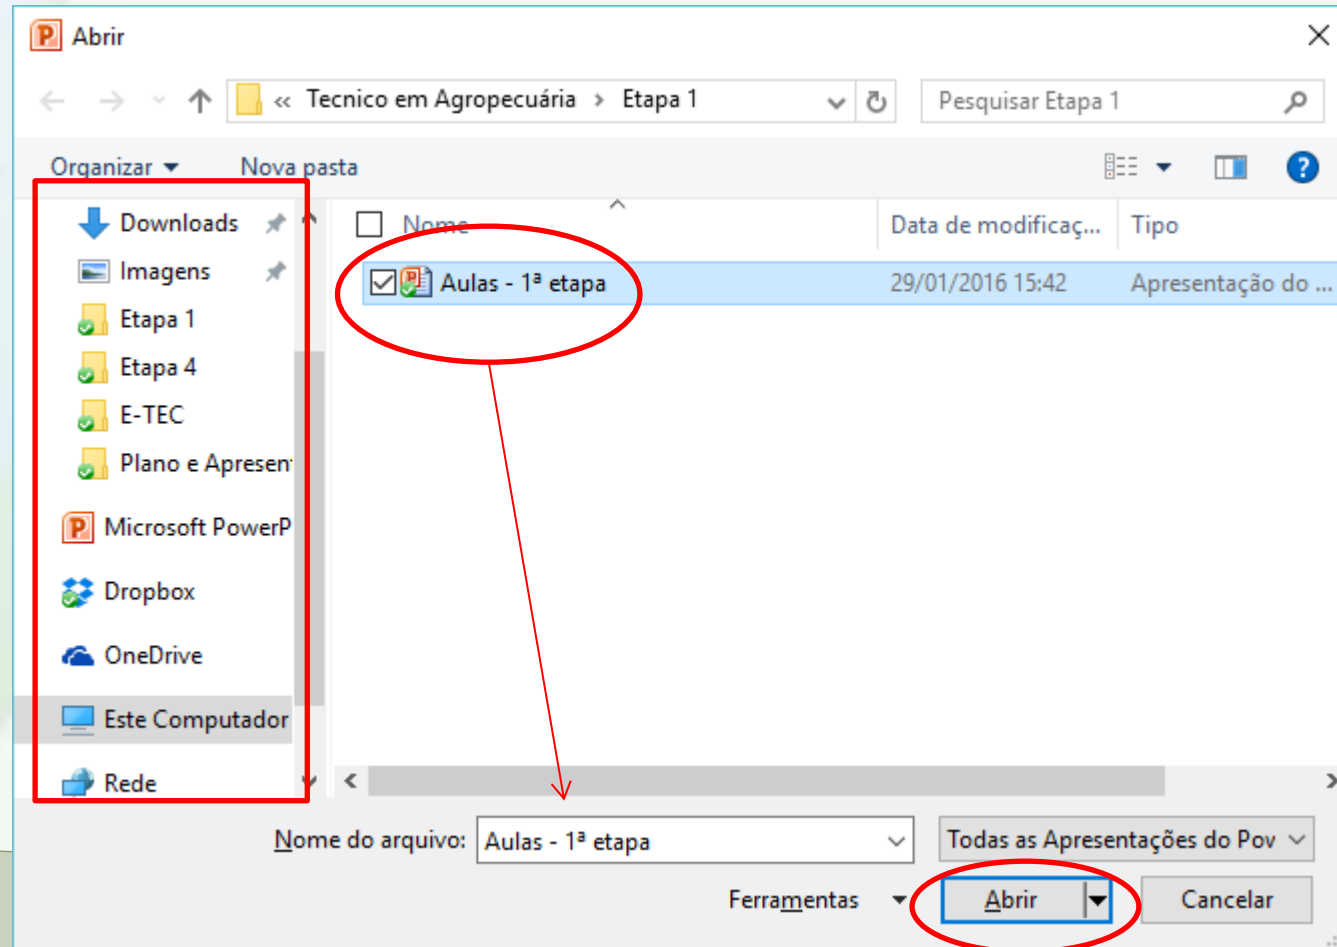 Abrir
« Tecnico em Agropecuária > Etapa 1
Pesquisar Etapa 1
Organizar Nova pasta
Downloads
Imagens
Etapa 1
Etapa 4
E-TEC
Plano e Apresen
Microsoft PowerP
Dropbox
OneDrive
Este Computador
Rede
Nome Data de modificaç... Tipo
Aulas - 1ª etapa 29/01/2016 15:42 Apresentação do ...
Nome do arquivo: Aulas - 1ª etapa Todas as Apresentações do Pov
Ferramentas Abrir Cancelar